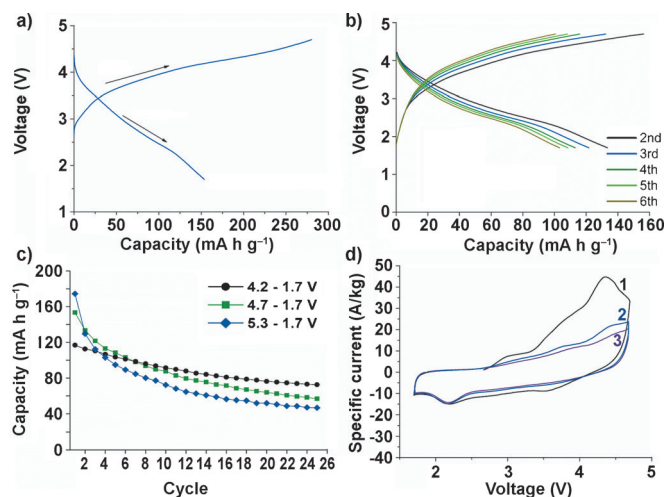 a)
Voltage (V)
5
4
3
2
1
0 50 100 150 200 250 300
Capacity (mA h g⁻¹)
b)
Voltage (V)
5
4
3
2
1
2nd
3rd
4th
5th
6th
0 20 40 60 80 100 120 140 160
Capacity (mA h g⁻¹)
c)
Capacity (mA h g⁻¹)
200
160
120
80
40
0
4.2 - 1.7 V
4.7 - 1.7 V
5.3 - 1.7 V
2 4 6 8 10 12 14 16 18 20 22 24 26
Cycle
d)
Specific current (A/kg)
50
40
30
20
10
0
-10
-20
-30
-40
1
2
3
2 3 4 5
Voltage (V)